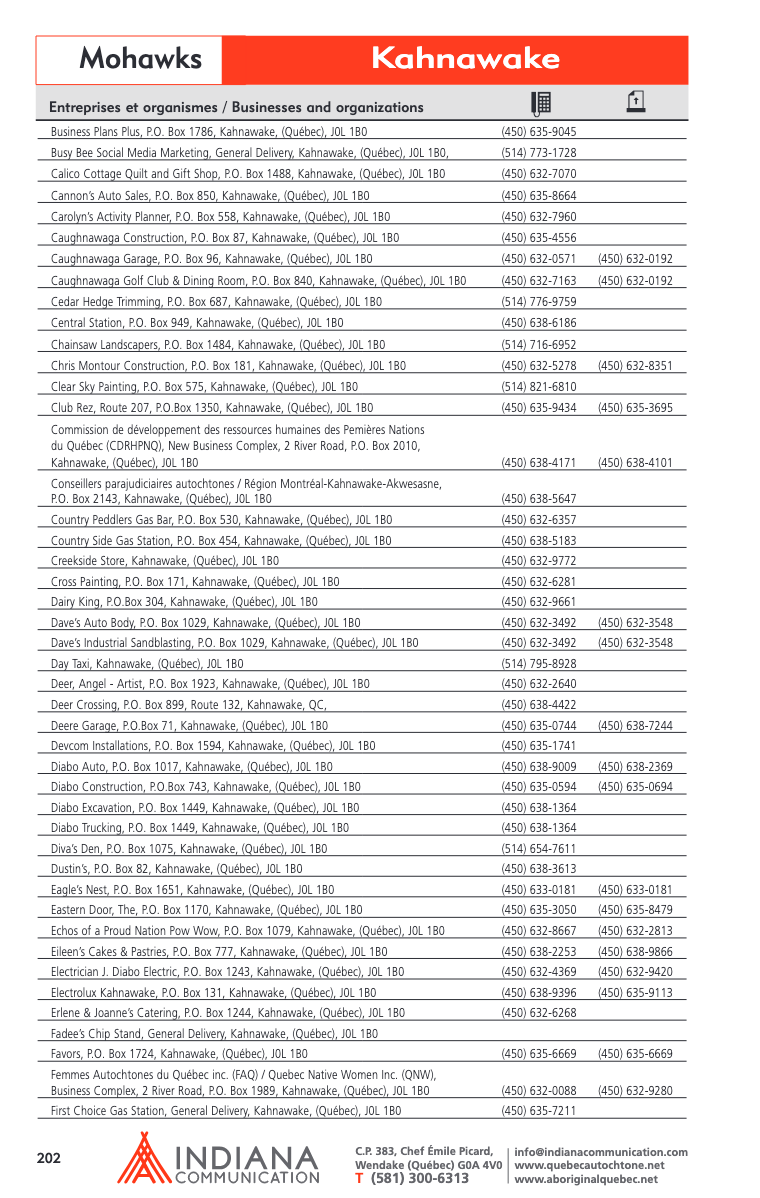 Mohawks Kahnawake
Entreprises et organismes / Businesses and organizations
Business Plans Plus, P.O. Box 1786, Kahnawake, (Québec), J0L 1B0 (450) 635-9045
Busy Bee Social Media Marketing, General Delivery, Kahnawake, (Québec), J0L 1B0, (514) 773-1728
Calico Cottage Quilt and Gift Shop, P.O. Box 1488, Kahnawake, (Québec), J0L 1B0 (450) 632-7070
Cannon's Auto Sales, P.O. Box 850, Kahnawake, (Québec), J0L 1B0 (450) 635-8664
Carolyn's Activity Planner, P.O. Box 558, Kahnawake, (Québec), J0L 1B0 (450) 632-7960
Caughnawaga Construction, P.O. Box 87, Kahnawake, (Québec), J0L 1B0 (450) 635-4556
Caughnawaga Garage, P.O. Box 96, Kahnawake, (Québec), J0L 1B0 (450) 632-0571 (450) 632-0192
Caughnawaga Golf Club & Dining Room, P.O. Box 840, Kahnawake, (Québec), J0L 1B0 (450) 632-7163 (450) 632-0192
Cedar Hedge Trimming, P.O. Box 687, Kahnawake, (Québec), J0L 1B0 (514) 776-9759
Central Station, P.O. Box 949, Kahnawake, (Québec), J0L 1B0 (450) 638-6186
Chainsaw Landscapers, P.O. Box 1484, Kahnawake, (Québec), J0L 1B0 (514) 716-6952
Chris Montour Construction, P.O. Box 181, Kahnawake, (Québec), J0L 1B0 (450) 632-5278 (450) 632-8351
Clear Sky Painting, P.O. Box 575, Kahnawake, (Québec), J0L 1B0 (514) 821-6810
Club Rez, Route 207, P.O.Box 1350, Kahnawake, (Québec), J0L 1B0 (450) 635-9434 (450) 635-3695
Commission de développement des ressources humaines des Pemières Nations
du Québec (CDRHPNQ), New Business Complex, 2 River Road, P.O. Box 2010,
Kahnawake, (Québec), J0L 1B0 (450) 638-4171 (450) 638-4101
Conseillers parajudiciaires autochtones / Région Montréal-Kahnawake-Akwesasne,
P.O. Box 2143, Kahnawake, (Québec), J0L 1B0 (450) 638-5647
Country Peddlers Gas Bar, P.O. Box 530, Kahnawake, (Québec), J0L 1B0 (450) 632-6357
Country Side Gas Station, P.O. Box 454, Kahnawake, (Québec), J0L 1B0 (450) 638-5183
Creekside Store, Kahnawake, (Québec), J0L 1B0 (450) 632-9772
Cross Painting, P.O. Box 171, Kahnawake, (Québec), J0L 1B0 (450) 632-6281
Dairy King, P.O.Box 304, Kahnawake, (Québec), J0L 1B0 (450) 632-9661
Dave's Auto Body, P.O. Box 1029, Kahnawake, (Québec), J0L 1B0 (450) 632-3492 (450) 632-3548
Dave's Industrial Sandblasting, P.O. Box 1029, Kahnawake, (Québec), J0L 1B0 (450) 632-3492 (450) 632-3548
Day Taxi, Kahnawake, (Québec), J0L 1B0 (514) 795-8928
Deer, Angel - Artist, P.O. Box 1923, Kahnawake, (Québec), J0L 1B0 (450) 632-2640
Deer Crossing, P.O. Box 899, Route 132, Kahnawake, QC, (450) 638-4422
Deere Garage, P.O.Box 71, Kahnawake, (Québec), J0L 1B0 (450) 635-0744 (450) 638-7244
Devcom Installations, P.O. Box 1594, Kahnawake, (Québec), J0L 1B0 (450) 635-1741
Diabo Auto, P.O. Box 1017, Kahnawake, (Québec), J0L 1B0 (450) 638-9009 (450) 638-2369
Diabo Construction, P.O.Box 743, Kahnawake, (Québec), J0L 1B0 (450) 635-0594 (450) 635-0694
Diabo Excavation, P.O. Box 1449, Kahnawake, (Québec), J0L 1B0 (450) 638-1364
Diabo Trucking, P.O. Box 1449, Kahnawake, (Québec), J0L 1B0 (450) 638-1364
Diva's Den, P.O. Box 1075, Kahnawake, (Québec), J0L 1B0 (514) 654-7611
Dustin's, P.O. Box 82, Kahnawake, (Québec), J0L 1B0 (450) 638-3613
Eagle's Nest, P.O. Box 1651, Kahnawake, (Québec), J0L 1B0 (450) 633-0181 (450) 633-0181
Eastern Door, The, P.O. Box 1170, Kahnawake, (Québec), J0L 1B0 (450) 635-3050 (450) 635-8479
Echos of a Proud Nation Pow Wow, P.O. Box 1079, Kahnawake, (Québec), J0L 1B0 (450) 632-8667 (450) 632-2813
Eileen's Cakes & Pastries, P.O. Box 777, Kahnawake, (Québec), J0L 1B0 (450) 638-2253 (450) 638-9866
Electrician J. Diabo Electric, P.O. Box 1243, Kahnawake, (Québec), J0L 1B0 (450) 632-4369 (450) 632-9420
Electrolux Kahnawake, P.O. Box 131, Kahnawake, (Québec), J0L 1B0 (450) 638-9396 (450) 635-9113
Erlene & Joanne's Catering, P.O. Box 1244, Kahnawake, (Québec), J0L 1B0 (450) 632-6268
Fadee's Chip Stand, General Delivery, Kahnawake, (Québec), J0L 1B0
Favors, P.O. Box 1724, Kahnawake, (Québec), J0L 1B0 (450) 635-6669 (450) 635-6669
Femmes Autochtones du Québec inc. (FAQ) / Quebec Native Women Inc. (QNW),
Business Complex, 2 River Road, P.O. Box 1989, Kahnawake, (Québec), J0L 1B0 (450) 632-0088 (450) 632-9280
First Choice Gas Station, General Delivery, Kahnawake, (Québec), J0L 1B0 (450) 635-7211
202
INDIANA
COMMUNICATION
C.P. 383, Chef Émile Picard,
Wendake (Québec) G0A 4V0
T (581) 300-6313
info@indianacommunication.com
www.quebecautochtone.net
www.aboriginalquebec.net